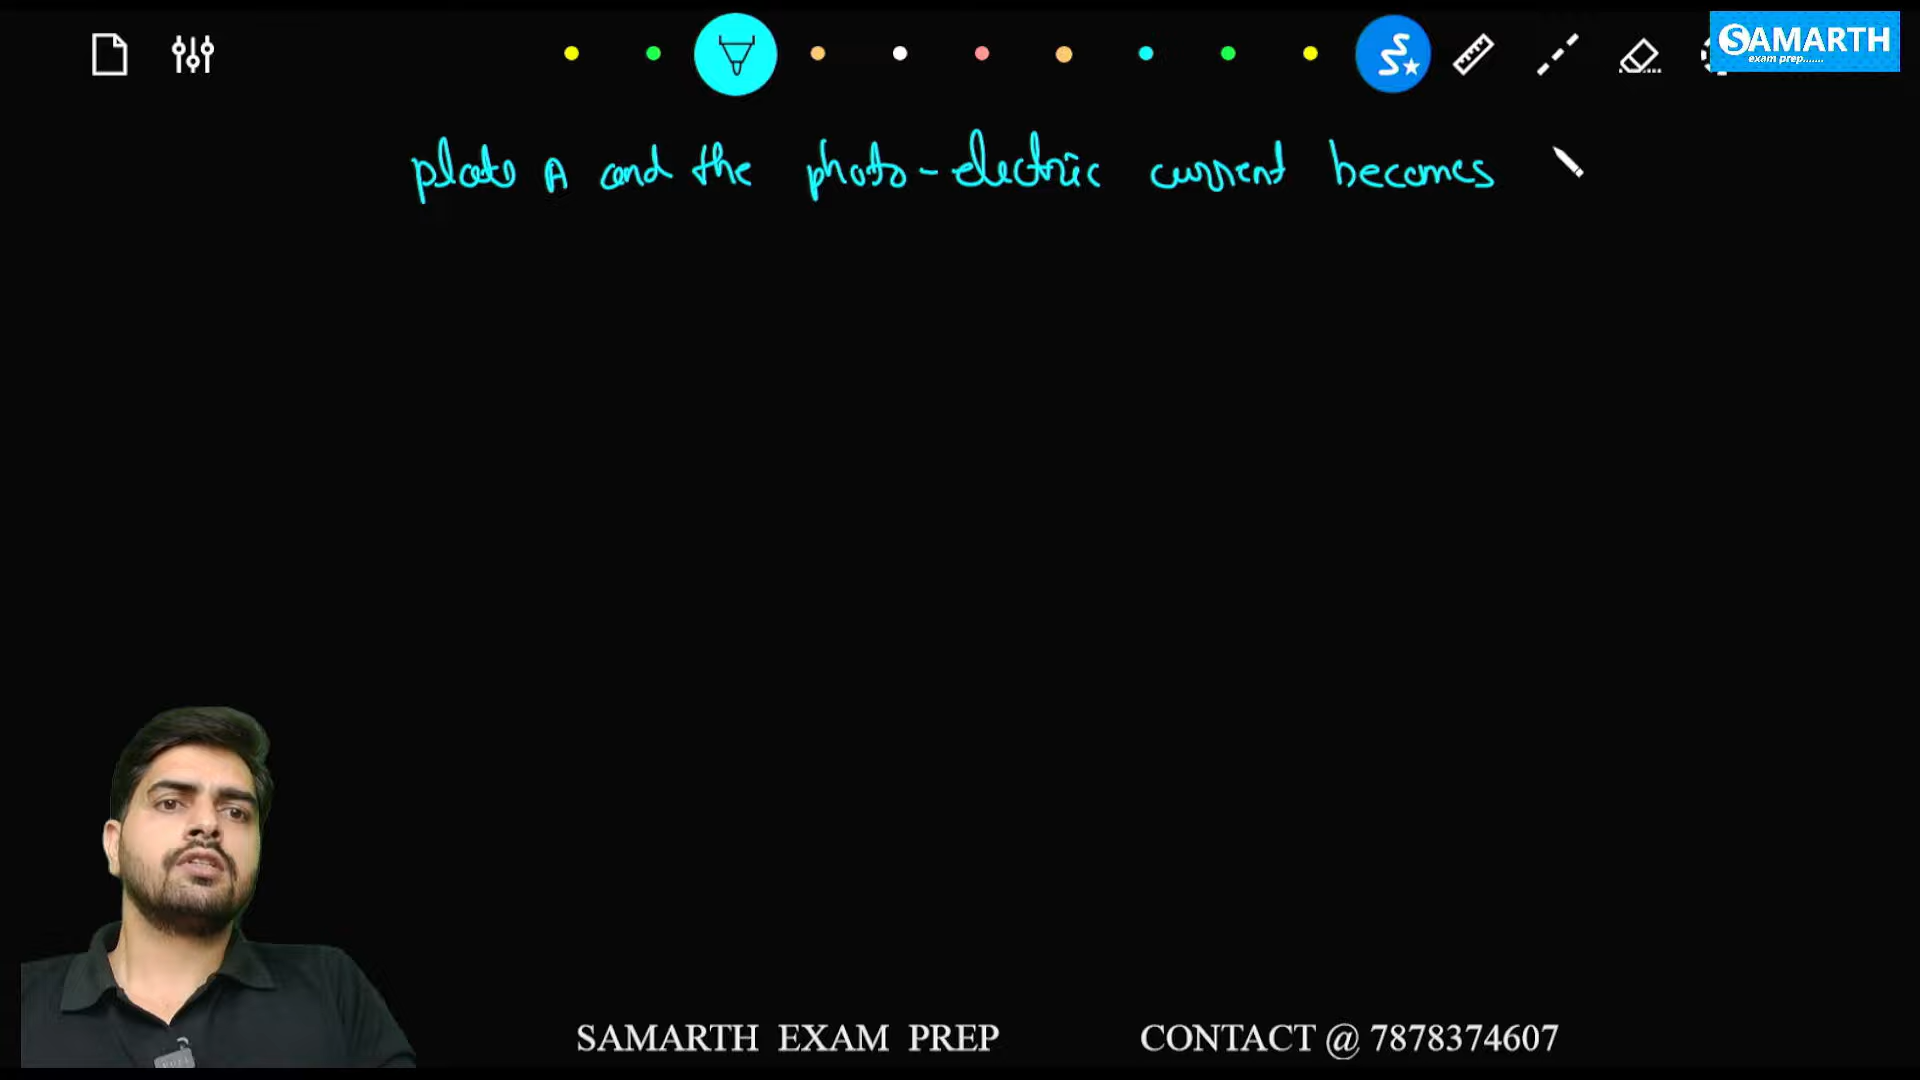 SAMARTH
exam prep.......
plate A and the photo-electric current becomes
SAMARTH EXAM PREP CONTACT @ 7878374607